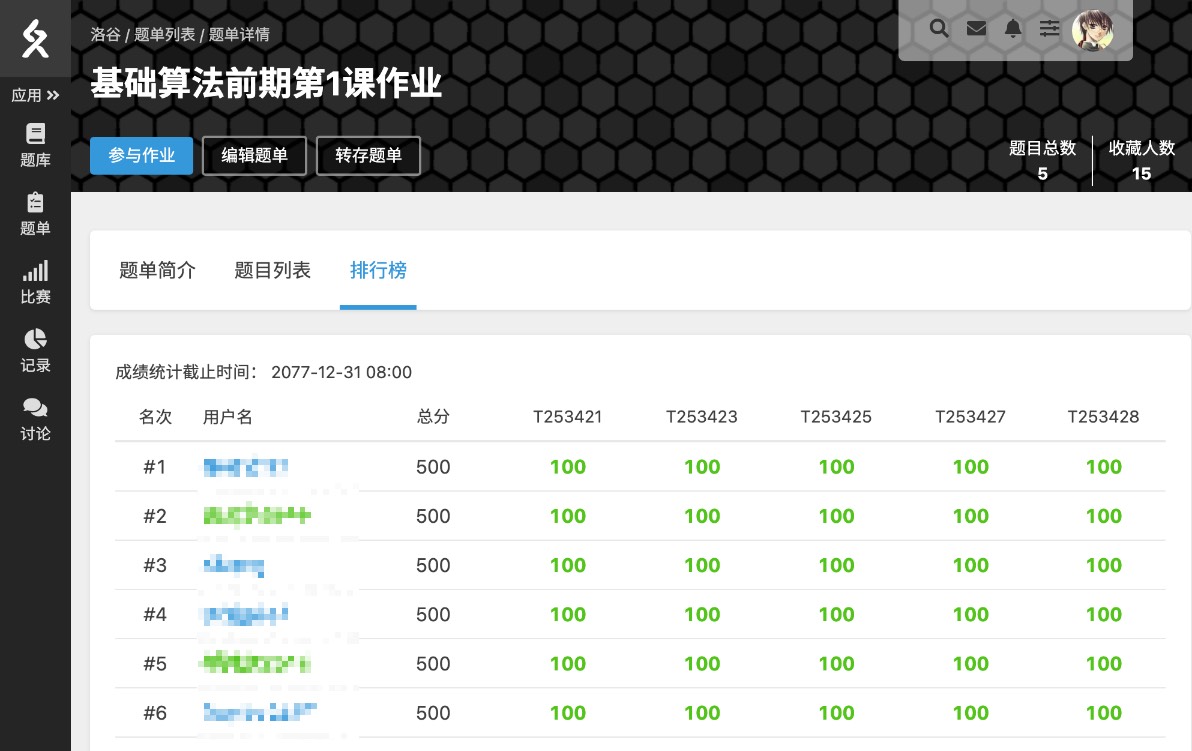 洛谷 / 题单列表 / 题单详情
基础算法前期第1课作业
应用
题库
题单
比赛
记录
讨论
参与作业 编辑题单 转存题单
题目总数 收藏人数
5 15
题单简介 题目列表 排行榜
成绩统计截止时间： 2077-12-31 08:00
名次 用户名 总分 T253421 T253423 T253425 T253427 T253428
#1 500 100 100 100 100 100
#2 500 100 100 100 100 100
#3 500 100 100 100 100 100
#4 500 100 100 100 100 100
#5 500 100 100 100 100 100
#6 500 100 100 100 100 100